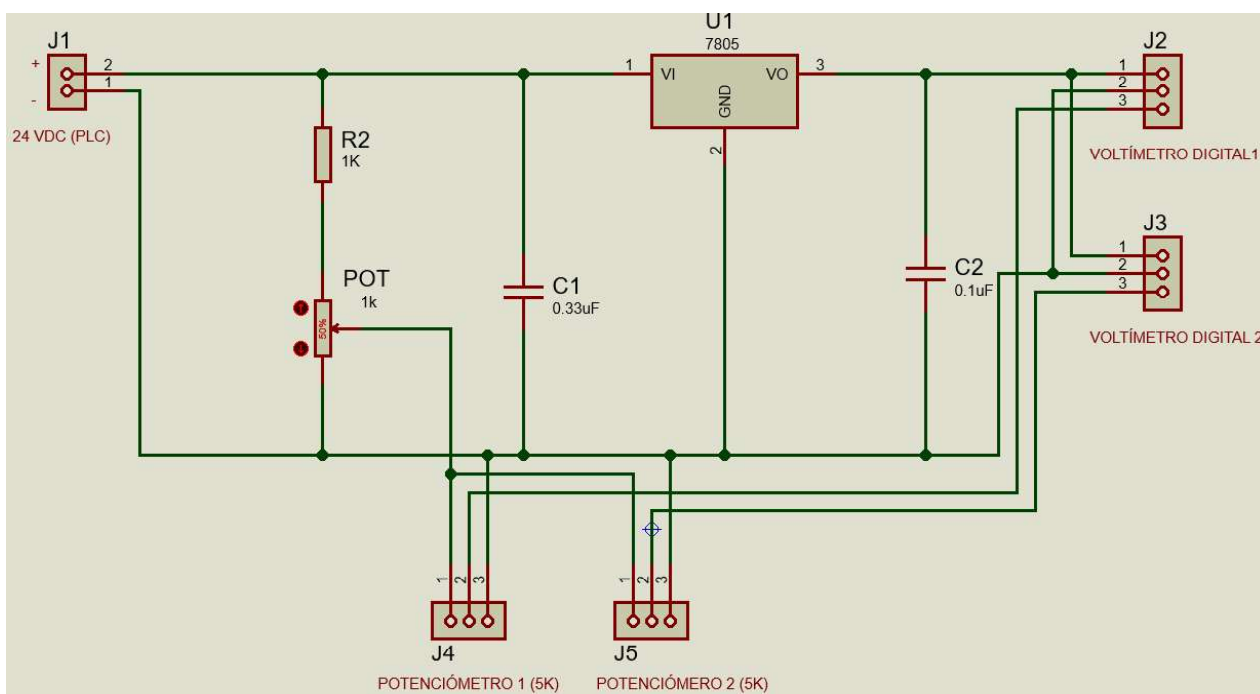 U1
7805
J1
+
2
1
-
24 VDC (PLC)
1
VI
VO
3
GND
2
J2
1
2
3
VOLTÍMETRO DIGITAL1
R2
1K
POT
1k
50%
C1
0.33uF
C2
0.1uF
J3
1
2
3
VOLTÍMETRO DIGITAL 2
1
2
3
J4
POTENCIÓMETRO 1 (5K)
1
2
3
J5
POTENCIÓMERO 2 (5K)